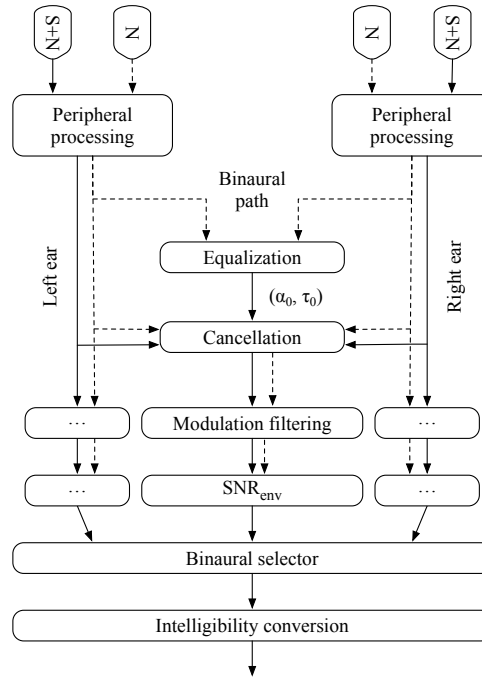 S+N
N
N
S+N
Peripheral
processing
Peripheral
processing
Binaural
path
Left ear
Right ear
Equalization
(α₀, τ₀)
Cancellation
...
Modulation filtering
...
...
SNRenv
...
Binaural selector
Intelligibility conversion